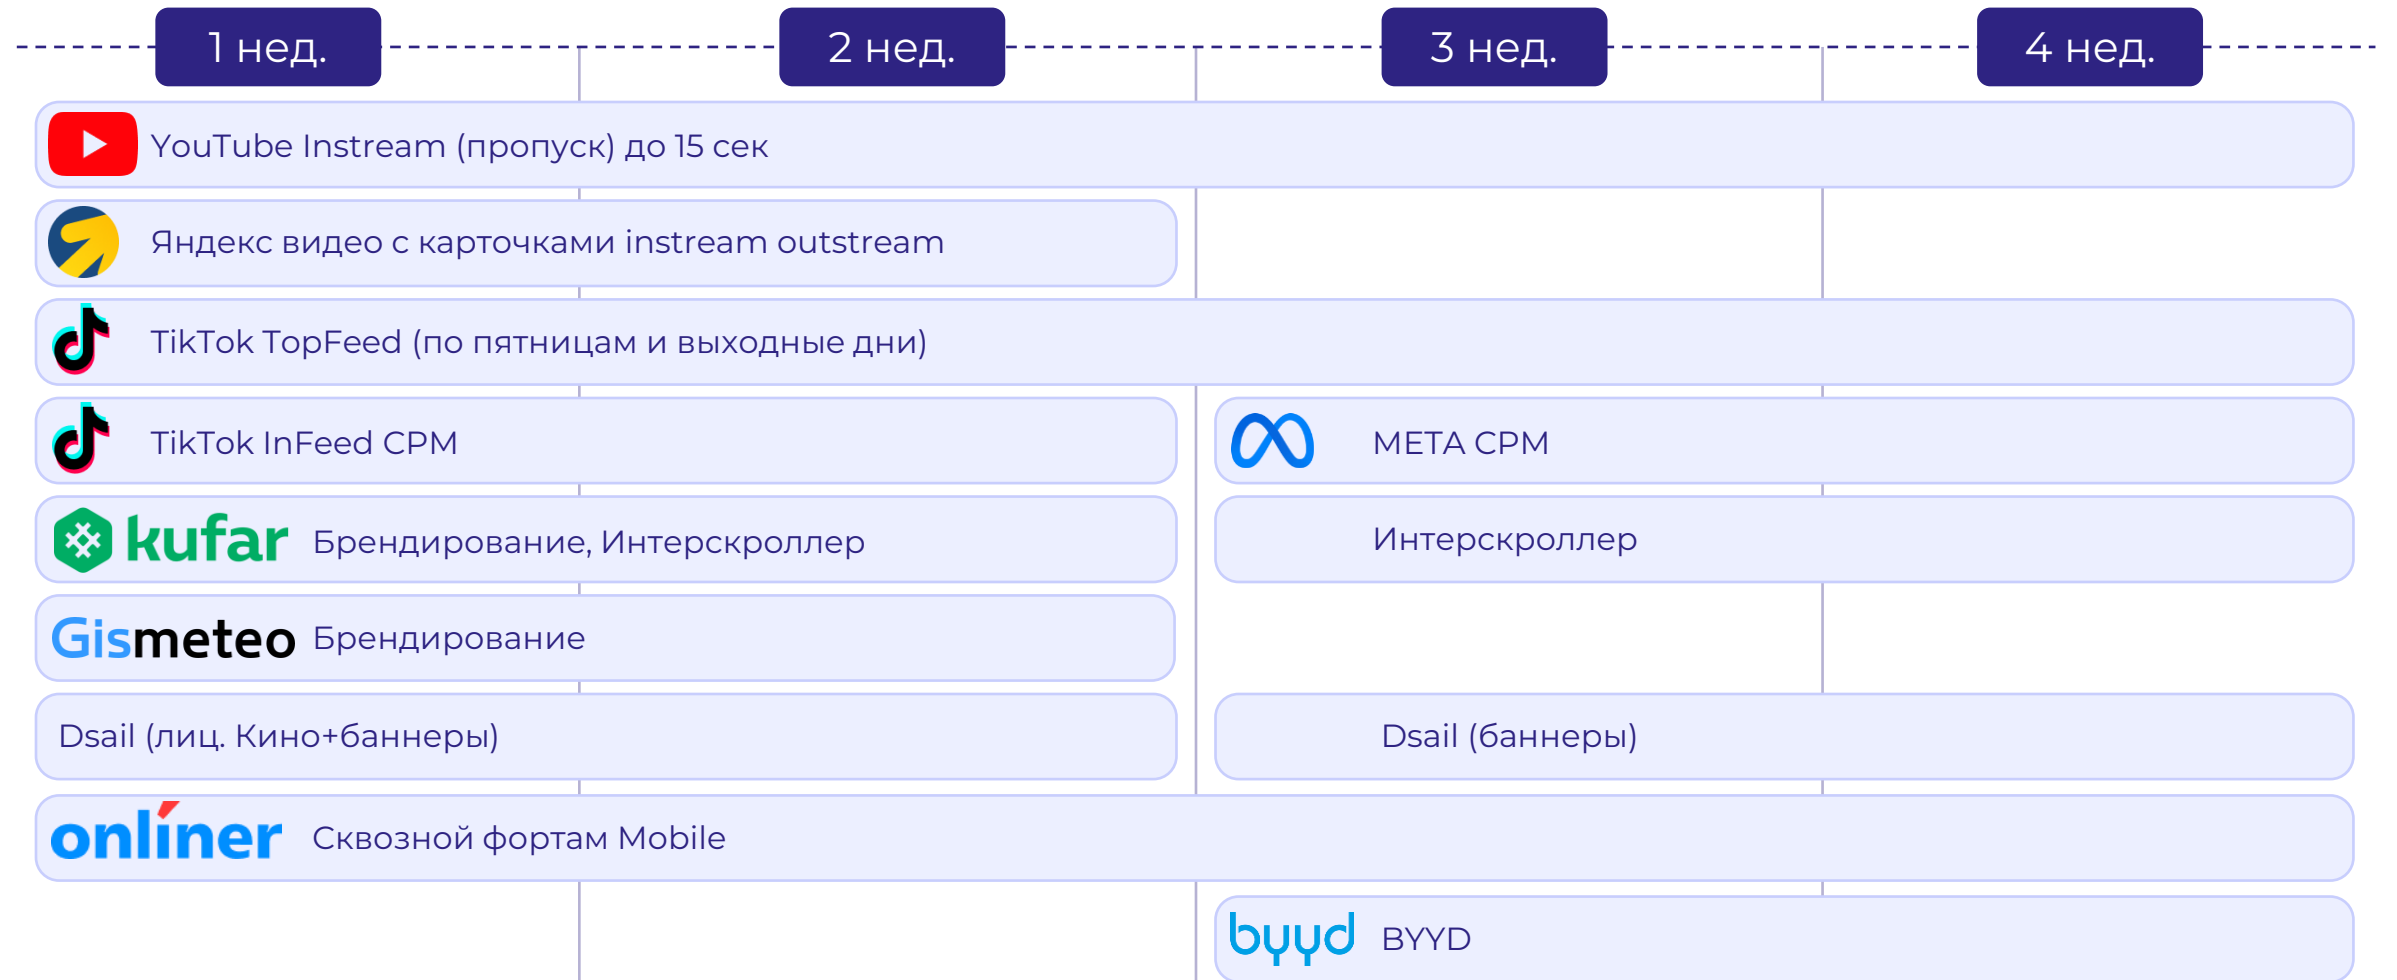 1 нед.
2 нед.
3 нед.
4 нед.
YouTube Instream (пропуск) до 15 сек
Яндекс видео с карточками instream outstream
TikTok TopFeed (по пятницам и выходные дни)
TikTok InFeed CPM
META CPM
kufar Брендирование, Интерскроллер
Интерскроллер
Gismeteo Брендирование
Dsail (лиц. Кино+баннеры)
Dsail (баннеры)
onliner Сквозной фортам Mobile
byyd BYYD